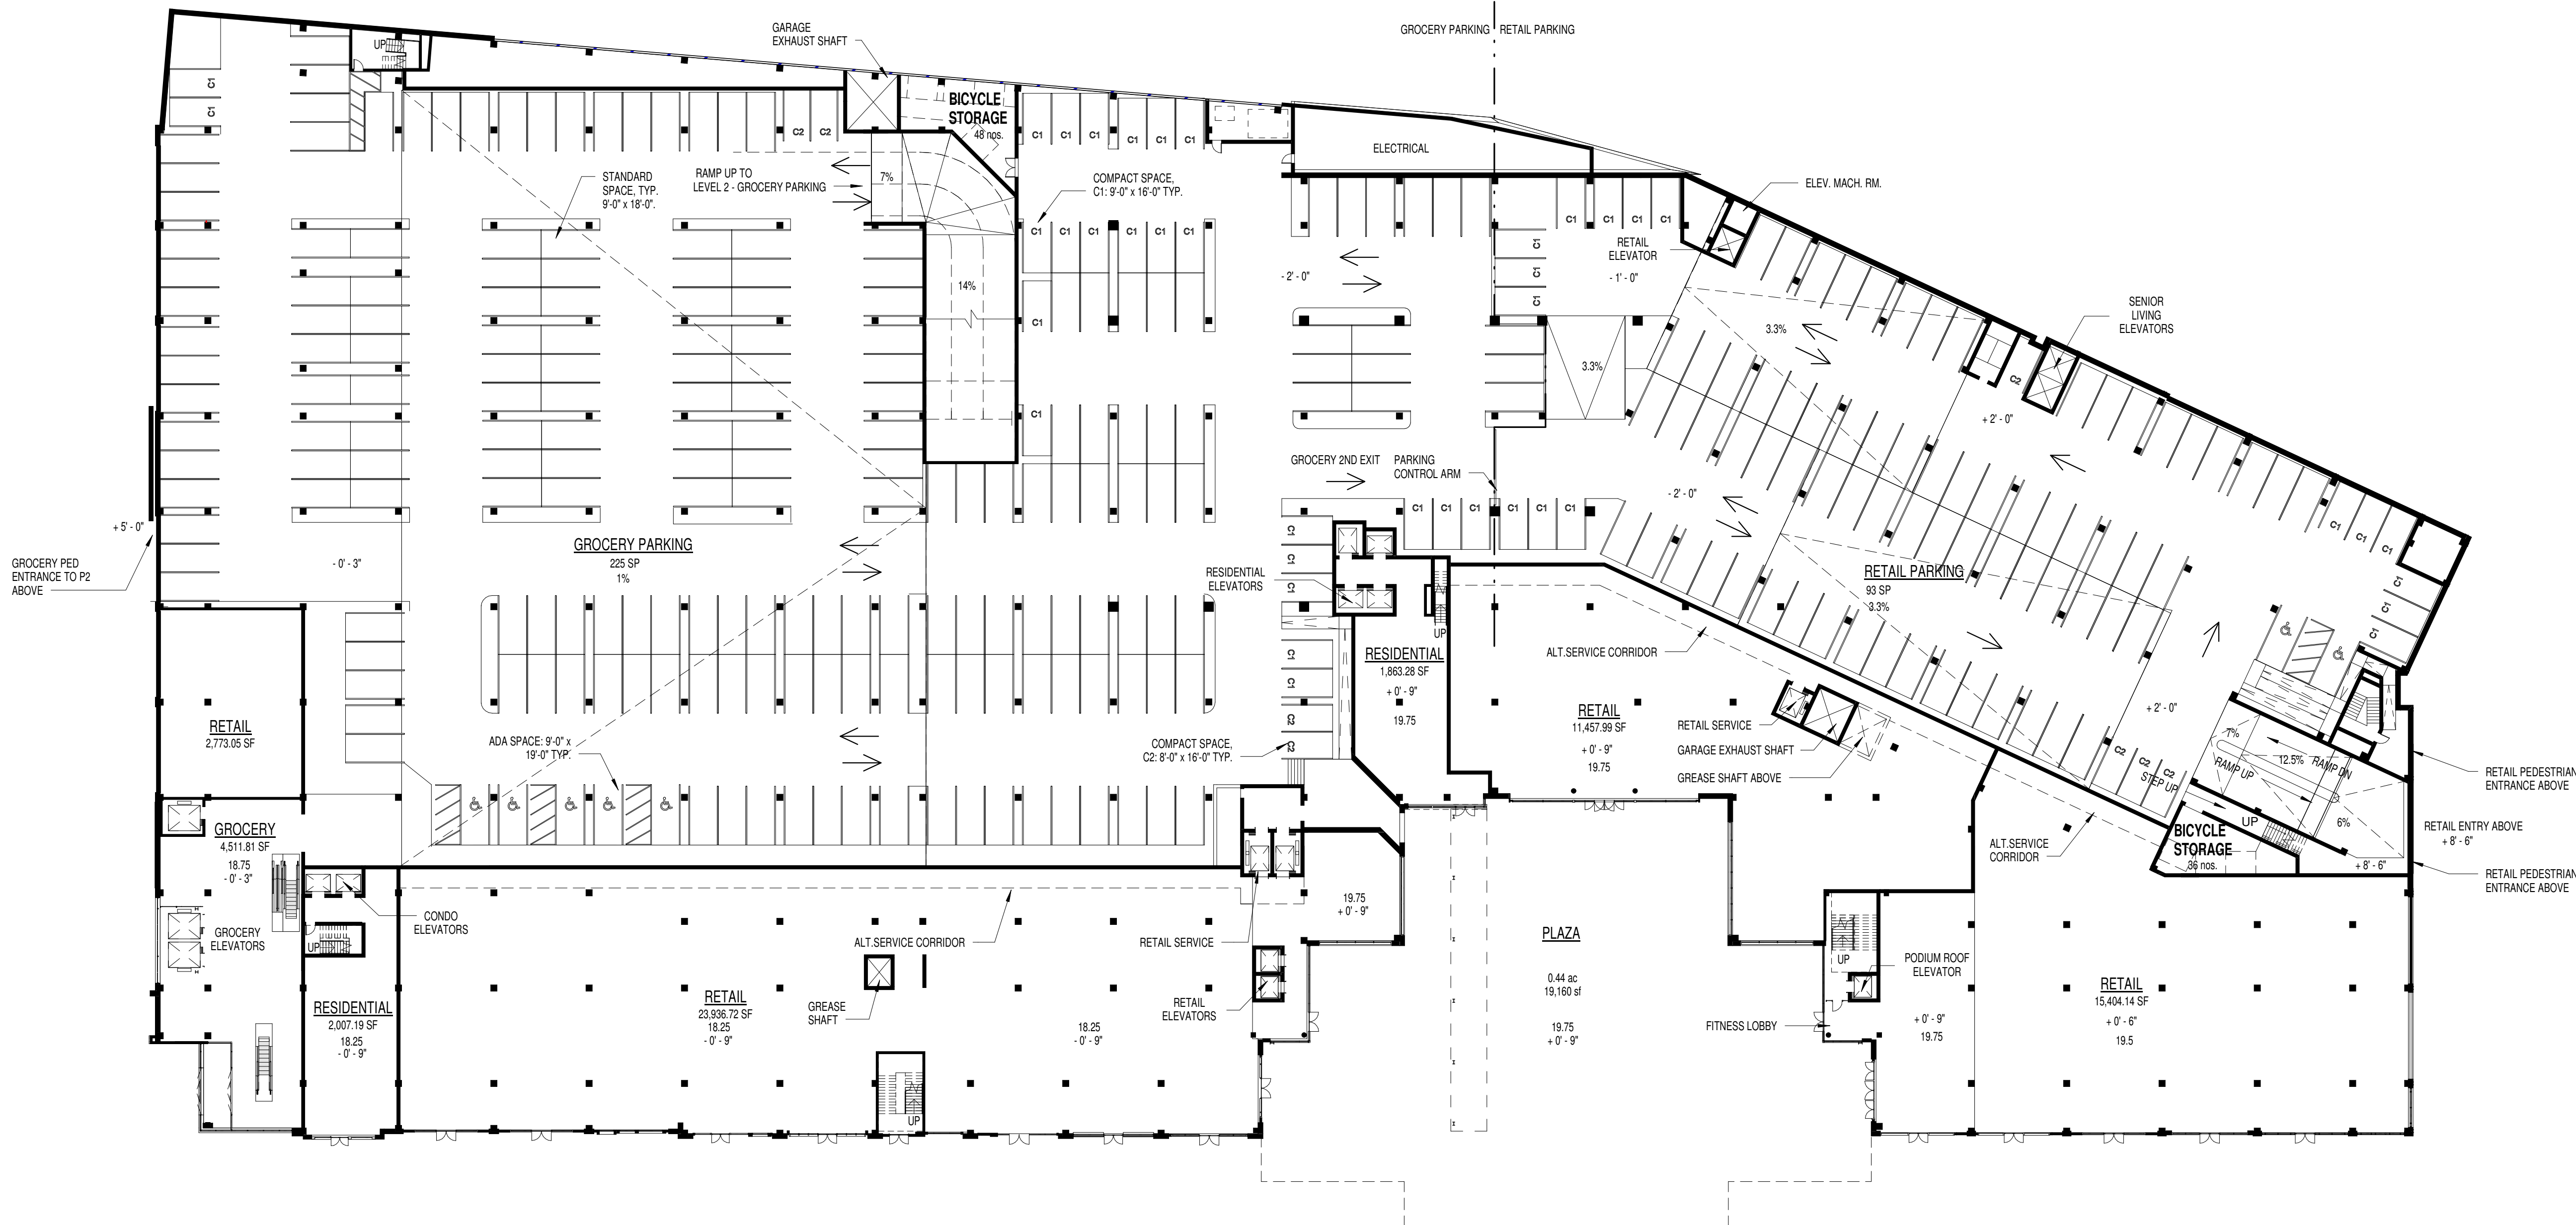 GROCERY PARKING
RETAIL PARKING
GARAGE
EXHAUST SHAFT
UP
C1
C1
BICYCLE
STORAGE
48 nos.
C2
C2
C1
C1
C1
C1
C1
C1
ELECTRICAL
STANDARD
SPACE, TYP.
9'-0" x 18'-0".
RAMP UP TO
LEVEL 2 - GROCERY PARKING
7%
COMPACT SPACE,
C1: 9'-0" x 16'-0" TYP.
ELEV. MACH. RM.
C1
C1
C1
C1
C1
C1
C1
C1
C1
C1
C1
C1
C1
RETAIL
ELEVATOR
- 2' - 0"
- 1' - 0"
14%
C1
SENIOR
LIVING
ELEVATORS
3.3%
3.3%
C2
C1
+ 2' - 0"
GROCERY 2ND EXIT
PARKING
CONTROL ARM
- 2' - 0"
C1
C1
C1
C1
C1
C1
C1
C1
C1
C1
C1
C1
+ 5' - 0"
GROCERY PED
ENTRANCE TO P2
ABOVE
- 0' - 3"
GROCERY PARKING
225 SP
1%
C1
RESIDENTIAL
ELEVATORS
RETAIL PARKING
93 SP
3.3%
C1
C1
C1
UP
ALT.SERVICE CORRIDOR
RESIDENTIAL
1,863.28 SF
+ 0' - 9"
19.75
C1
C1
C2
C2
RETAIL
11,457.99 SF
+ 0' - 9"
19.75
RETAIL SERVICE
GARAGE EXHAUST SHAFT
GREASE SHAFT ABOVE
+ 2' - 0"
RETAIL
2,773.05 SF
ADA SPACE: 9'-0" x
19'-0" TYP.
COMPACT SPACE,
C2: 8'-0" x 16'-0" TYP.
C2
C2
C2
STEP UP
7%
RAMP UP
12.5%
RAMP DN
6%
RETAIL PEDESTRIAN
ENTRANCE ABOVE
GROCERY
4,511.81 SF
18.75
- 0' - 3"
UP
BICYCLE
STORAGE
36 nos.
RETAIL ENTRY ABOVE
+ 8' - 6"
+ 8' - 6"
RETAIL PEDESTRIAN
ENTRANCE ABOVE
ALT.SERVICE
CORRIDOR
CONDO
ELEVATORS
GROCERY
ELEVATORS
UP
ALT.SERVICE CORRIDOR
RETAIL SERVICE
19.75
+ 0' - 9"
PLAZA
0.44 ac
19,160 sf
19.75
+ 0' - 9"
UP
PODIUM ROOF
ELEVATOR
RESIDENTIAL
2,007.19 SF
18.25
- 0' - 9"
RETAIL
23,936.72 SF
18.25
- 0' - 9"
GREASE
SHAFT
18.25
- 0' - 9"
RETAIL
ELEVATORS
FITNESS LOBBY
+ 0' - 9"
19.75
RETAIL
15,404.14 SF
+ 0' - 6"
19.5
UP